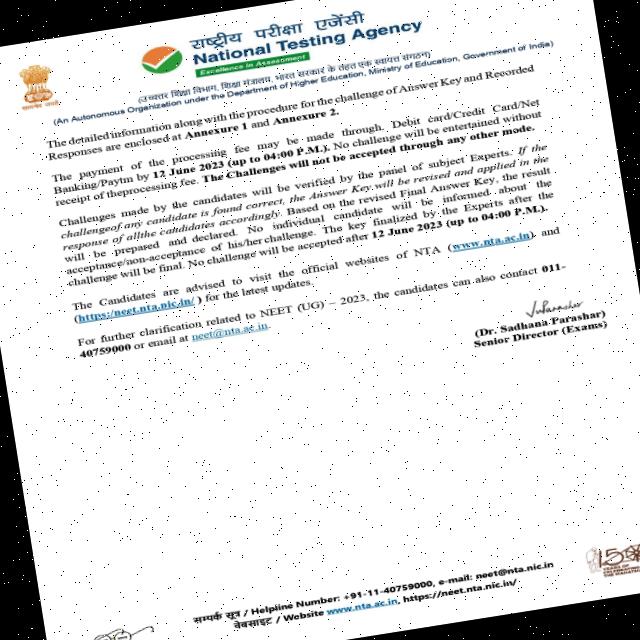 राष्ट्रीय परीक्षा एजेंसी
National Testing Agency
Excellence in Assessment
(उच्चतर शिक्षा विभाग, शिक्षा मंत्रालय, भारत सरकार के तहत एक स्वायत्त संगठन)
(An Autonomous Organization under the Department of Higher Education, Ministry of Education, Government of India)
The detailed information along with the procedure for the challenge of Answer Key and Recorded
Responses are enclosed at Annexure 1 and Annexure 2.
The payment of the processing fee may be made through. Debit card/Credit Card/Net
Banking/Paytm by 12 June 2023 (up to 04:00 P.M.). No challenge will be entertained without
receipt of theprocessing fee. The Challenges will not be accepted through any other mode.
Challenges made by the candidates will be verified by the panel of subject Experts. If the
challengeof any candidate is found correct, the Answer Key will be revised and applied in the
response of allthe candidates accordingly. Based on the revised Final Answer Key, the result
will be prepared and declared. No individual candidate will be informed about the
acceptance/non-acceptance of his/herchallenge. The key finalized by the Experts after the
challenge will be final. No challenge will be accepted after 12 June 2023 (up to 04:00 P.M.).
The Candidates are advised to visit the official websites of NTA (www.nta.ac.in), and
(https:/neet.nta.nic.in/ ) for the latest updates.
For further clarification related to NEET (UG) – 2023, the candidates can also contact 011-
40759000 or email at neet@nta.ac.in.
(Dr. Sadhana Parashar)
Senior Director (Exams)
सम्पर्क सूत्र / Helpline Number: +91-11-40759000, e-mail: neet@nta.nic.in
वेबसाइट / Website www.nta.ac.in, https://neet.nta.nic.in/